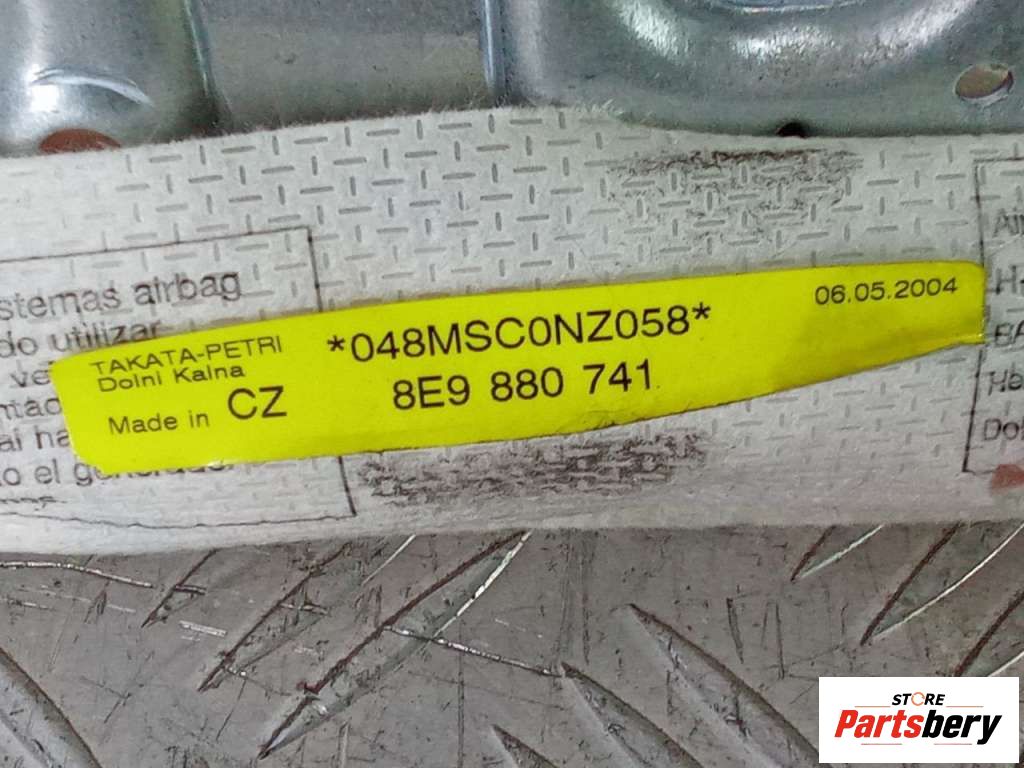 stemas airbag
do utilizar
TAKATA-PETRI
Dolni Kalna
Made in CZ
*048MSC0NZ058*
8E9 880 741
06.05.2004
o el
STORE
Partsbery